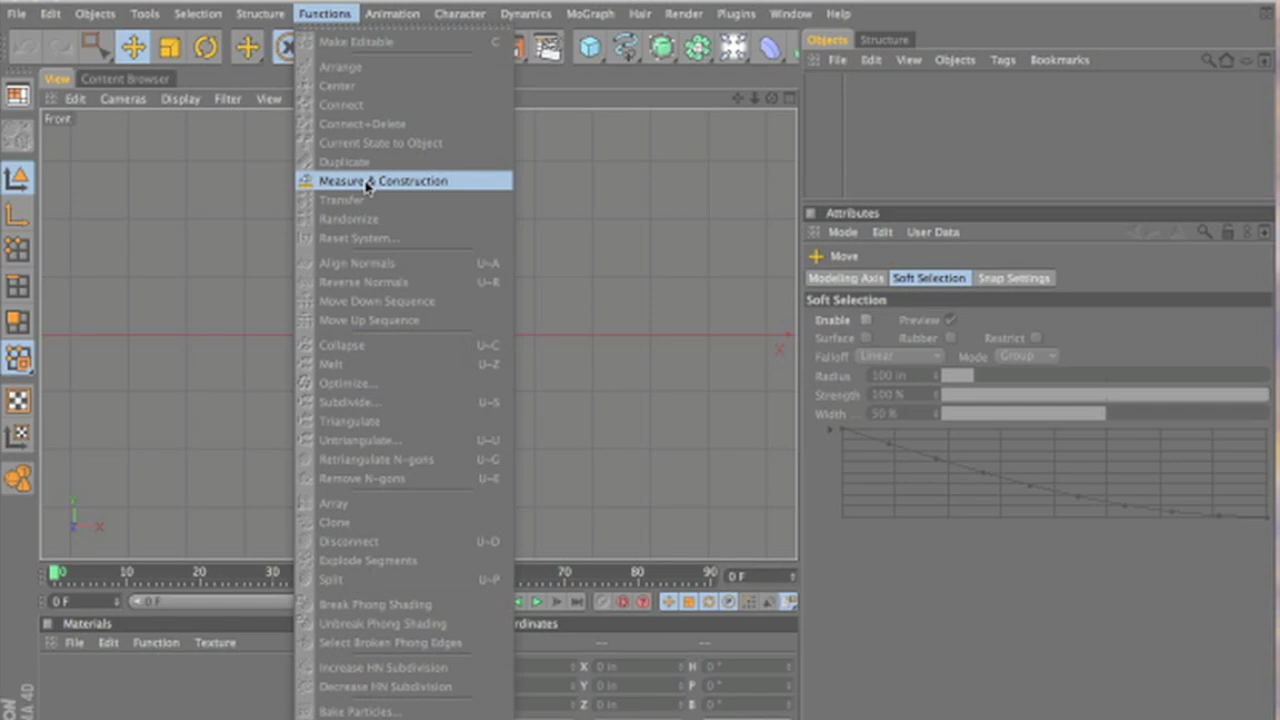 File Edit Objects Tools Selection Structure Functions Animation Character Dynamics MoGraph Hair Render Plugins Window Help
Objects Structure
File Edit View Objects Tags Bookmarks
View Content Browser
Edit Cameras Display Filter View
Front
Make Editable C
Arrange
Center
Connect
Connect+Delete
Current State to Object
Duplicate
Measure & Construction
Transfer
Randomize
Reset System...
Align Normals U~A
Reverse Normals U~R
Move Down Sequence
Move Up Sequence
Collapse U~C
Melt U~Z
Optimize...
Subdivide... U~S
Triangulate
Untriangulate... U~U
Retriangulate N-gons U~G
Remove N-gons U~E
Array
Clone
Disconnect U~D
Explode Segments
Split U~P
Break Phong Shading
Unbreak Phong Shading
Select Broken Phong Edges
Increase HN Subdivision
Decrease HN Subdivision
Bake Particles...
X
Y
X
Attributes
Mode Edit User Data
Move
Modeling Axis Soft Selection Snap Settings
Soft Selection
Enable Preview
Surface Rubber Restrict
Falloff Linear Mode Group
Radius 100 in
Strength 100 %
Width ... 50 %
0 10 20 30 70 80 90 0 F
0 F 0 F
Materials
File Edit Function Texture
rdinates
-- --
X 0 in H 0 °
Y 0 in P 0 °
Z 0 in B 0 °
MA 4D
ON